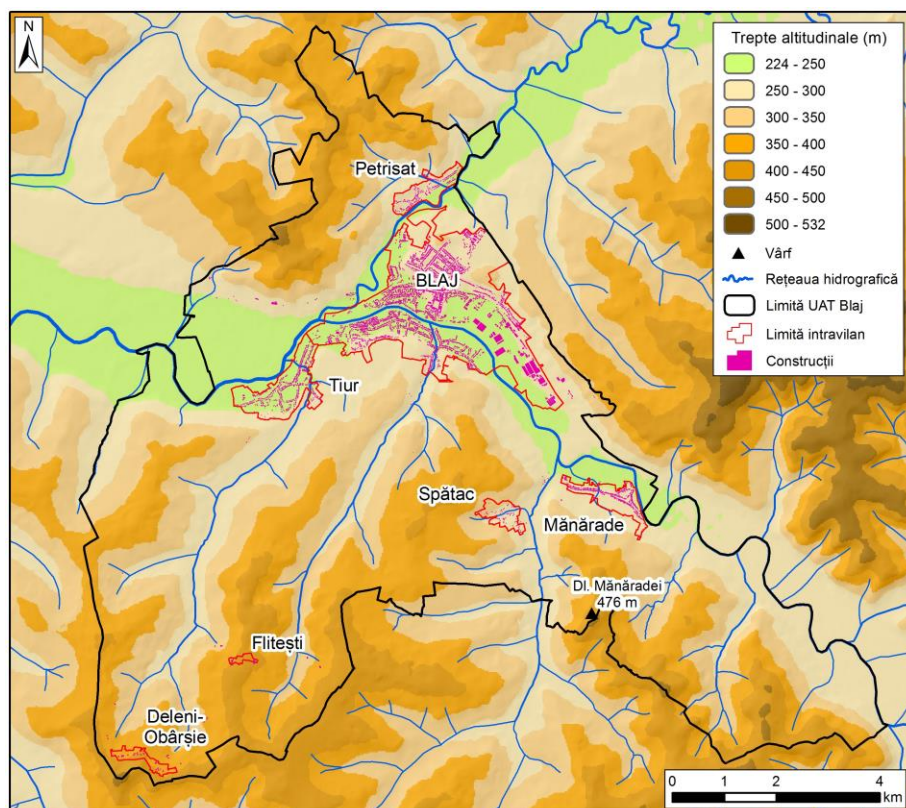 N
Trepte altitudinale (m)
224 - 250
250 - 300
300 - 350
350 - 400
400 - 450
450 - 500
500 - 532
Vârf
Rețeaua hidrografică
Limită UAT Blaj
Limită intravilan
Construcții
Petrisat
BLAJ
Tiur
Spătac
Mănărade
Dl. Mănăradei
476 m
Flitești
Deleni-
Obârșie
0 1 2 4
km